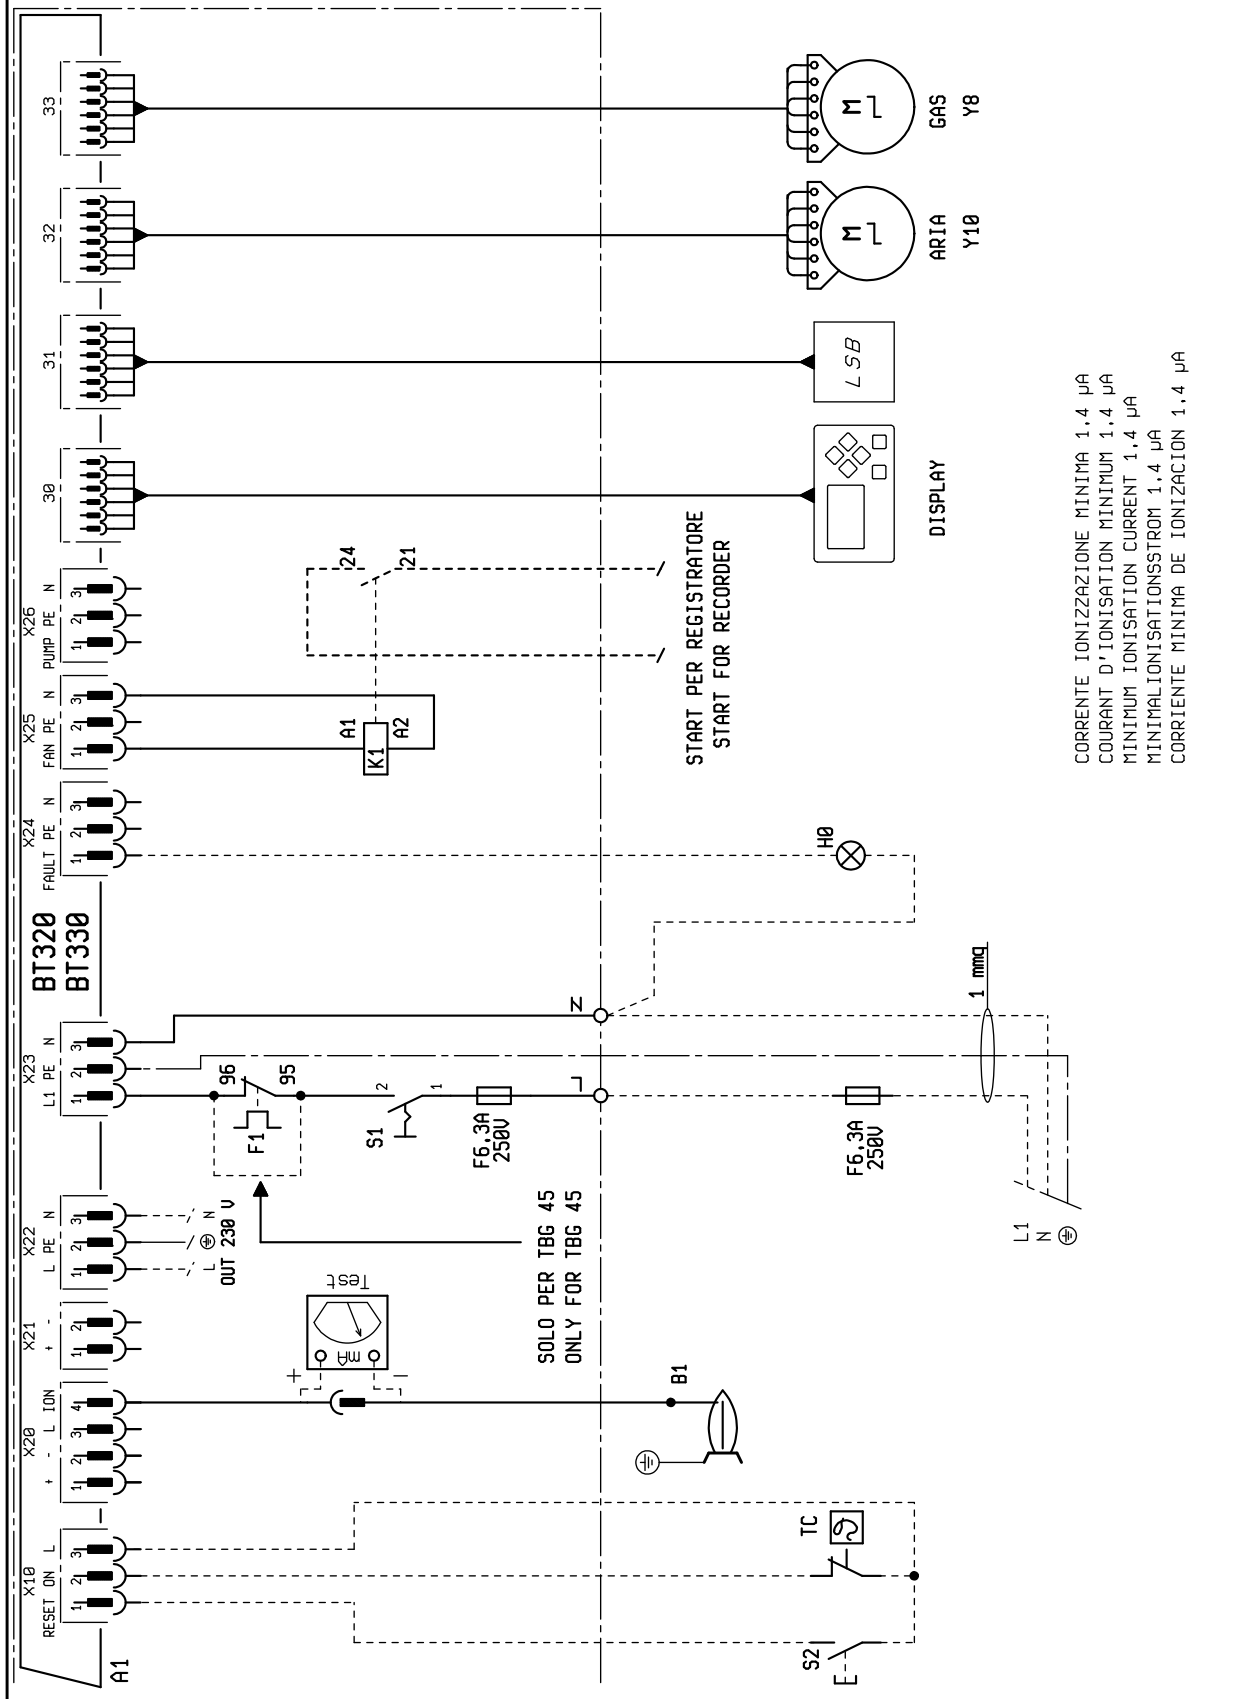 A1
BT320
BT330
X10
RESET ON L
1 2 3
X20
+ - L ION
1 2 3 4
X21
+ -
1 2
X22
L PE N
1 2 3
L N
OUT 230 V
X23
L1 PE N
1 2 3
X24
FAULT PE N
1 2 3
X25
FAN PE N
1 2 3
X26
PUMP PE N
1 2 3
30
31
32
33
Test
mA
+ -
F1
96
95
S1
2
1
F6,3A
250V
L
N
SOLO PER TBG 45
ONLY FOR TBG 45
K1
A1
A2
24
21
START PER REGISTRATORE
START FOR RECORDER
B1
S2
TC
H0
F6,3A
250V
1 mmq
L1
N
DISPLAY
LSB
M
ARIA
Y10
M
GAS
Y8
CORRENTE IONIZZAZIONE MINIMA 1,4 µA
COURANT D'IONISATION MINIMUM 1,4 µA
MINIMUM IONISATION CURRENT 1,4 µA
MINIMALIONISATIONSSTROM 1,4 µA
CORRIENTE MINIMA DE IONIZACION 1,4 µA